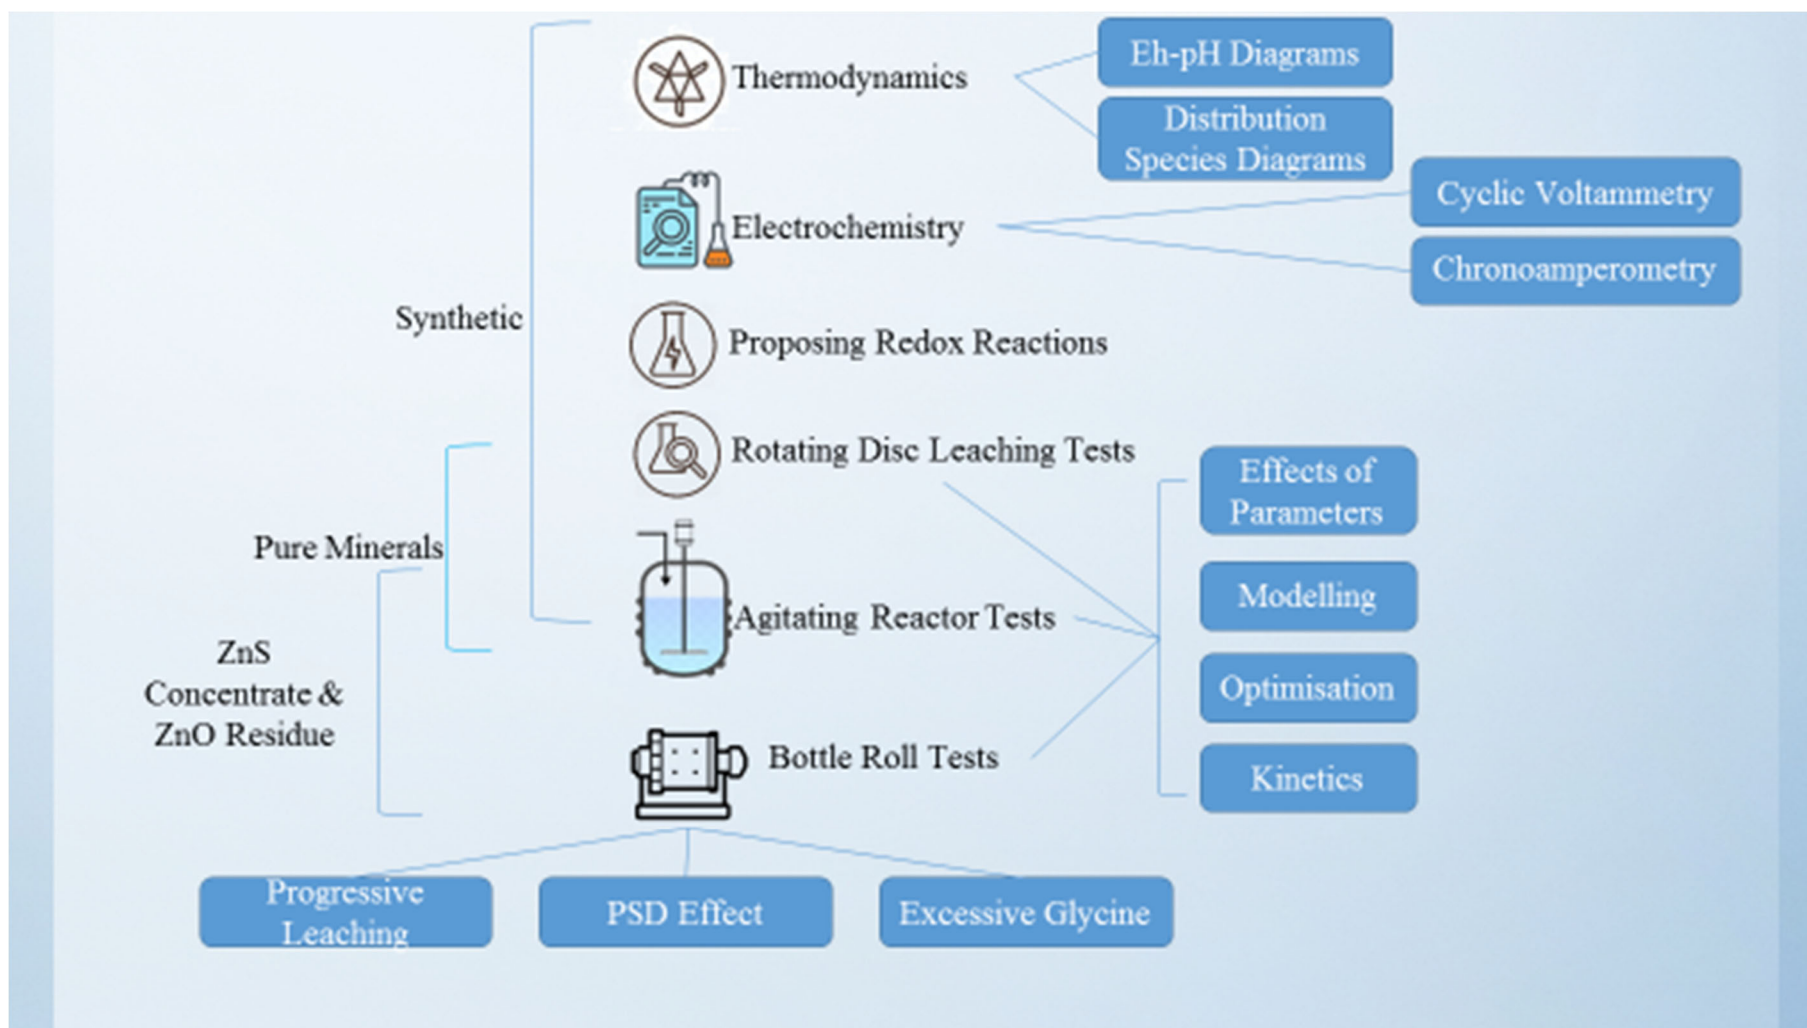 Thermodynamics
Eh-pH Diagrams
Distribution
Species Diagrams
Electrochemistry
Cyclic Voltammetry
Chronoamperometry
Synthetic
Proposing Redox Reactions
Rotating Disc Leaching Tests
Effects of
Parameters
Pure Minerals
Modelling
Agitating Reactor Tests
ZnS
Concentrate &
ZnO Residue
Optimisation
Bottle Roll Tests
Kinetics
Progressive
Leaching
PSD Effect
Excessive Glycine